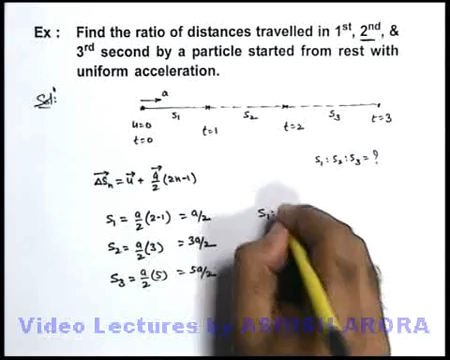 Ex : Find the ratio of distances travelled in 1st, 2nd, &
3rd second by a particle started from rest with
uniform acceleration.
Sol:
a
S1 S2 S3
u=0 t=1 t=2 t=3
t=0
S1 : S2 : S3 = ?
ΔSn = u + a/2 (2n-1)
S1 = a/2 (2-1) = a/2
S1 :
S2 = a/2 (3) = 3a/2
S3 = a/2 (5) = 5a/2
Video Lectures by ASHISH ARORA